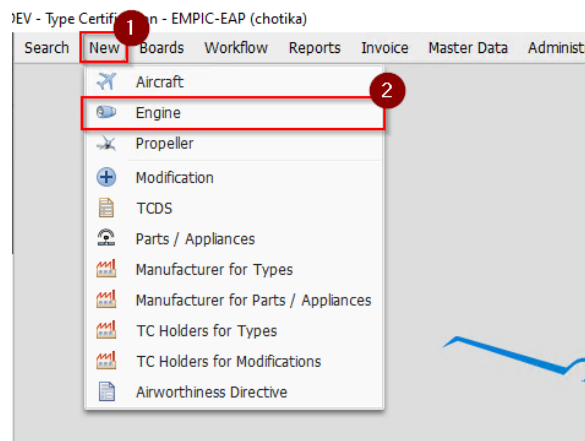 DEV - Type Certifi on - EMPIC-EAP (chotika)
1
Search New Boards Workflow Reports Invoice Master Data Administ
Aircraft
2
Engine
Propeller
Modification
TCDS
Parts / Appliances
Manufacturer for Types
Manufacturer for Parts / Appliances
TC Holders for Types
TC Holders for Modifications
Airworthiness Directive